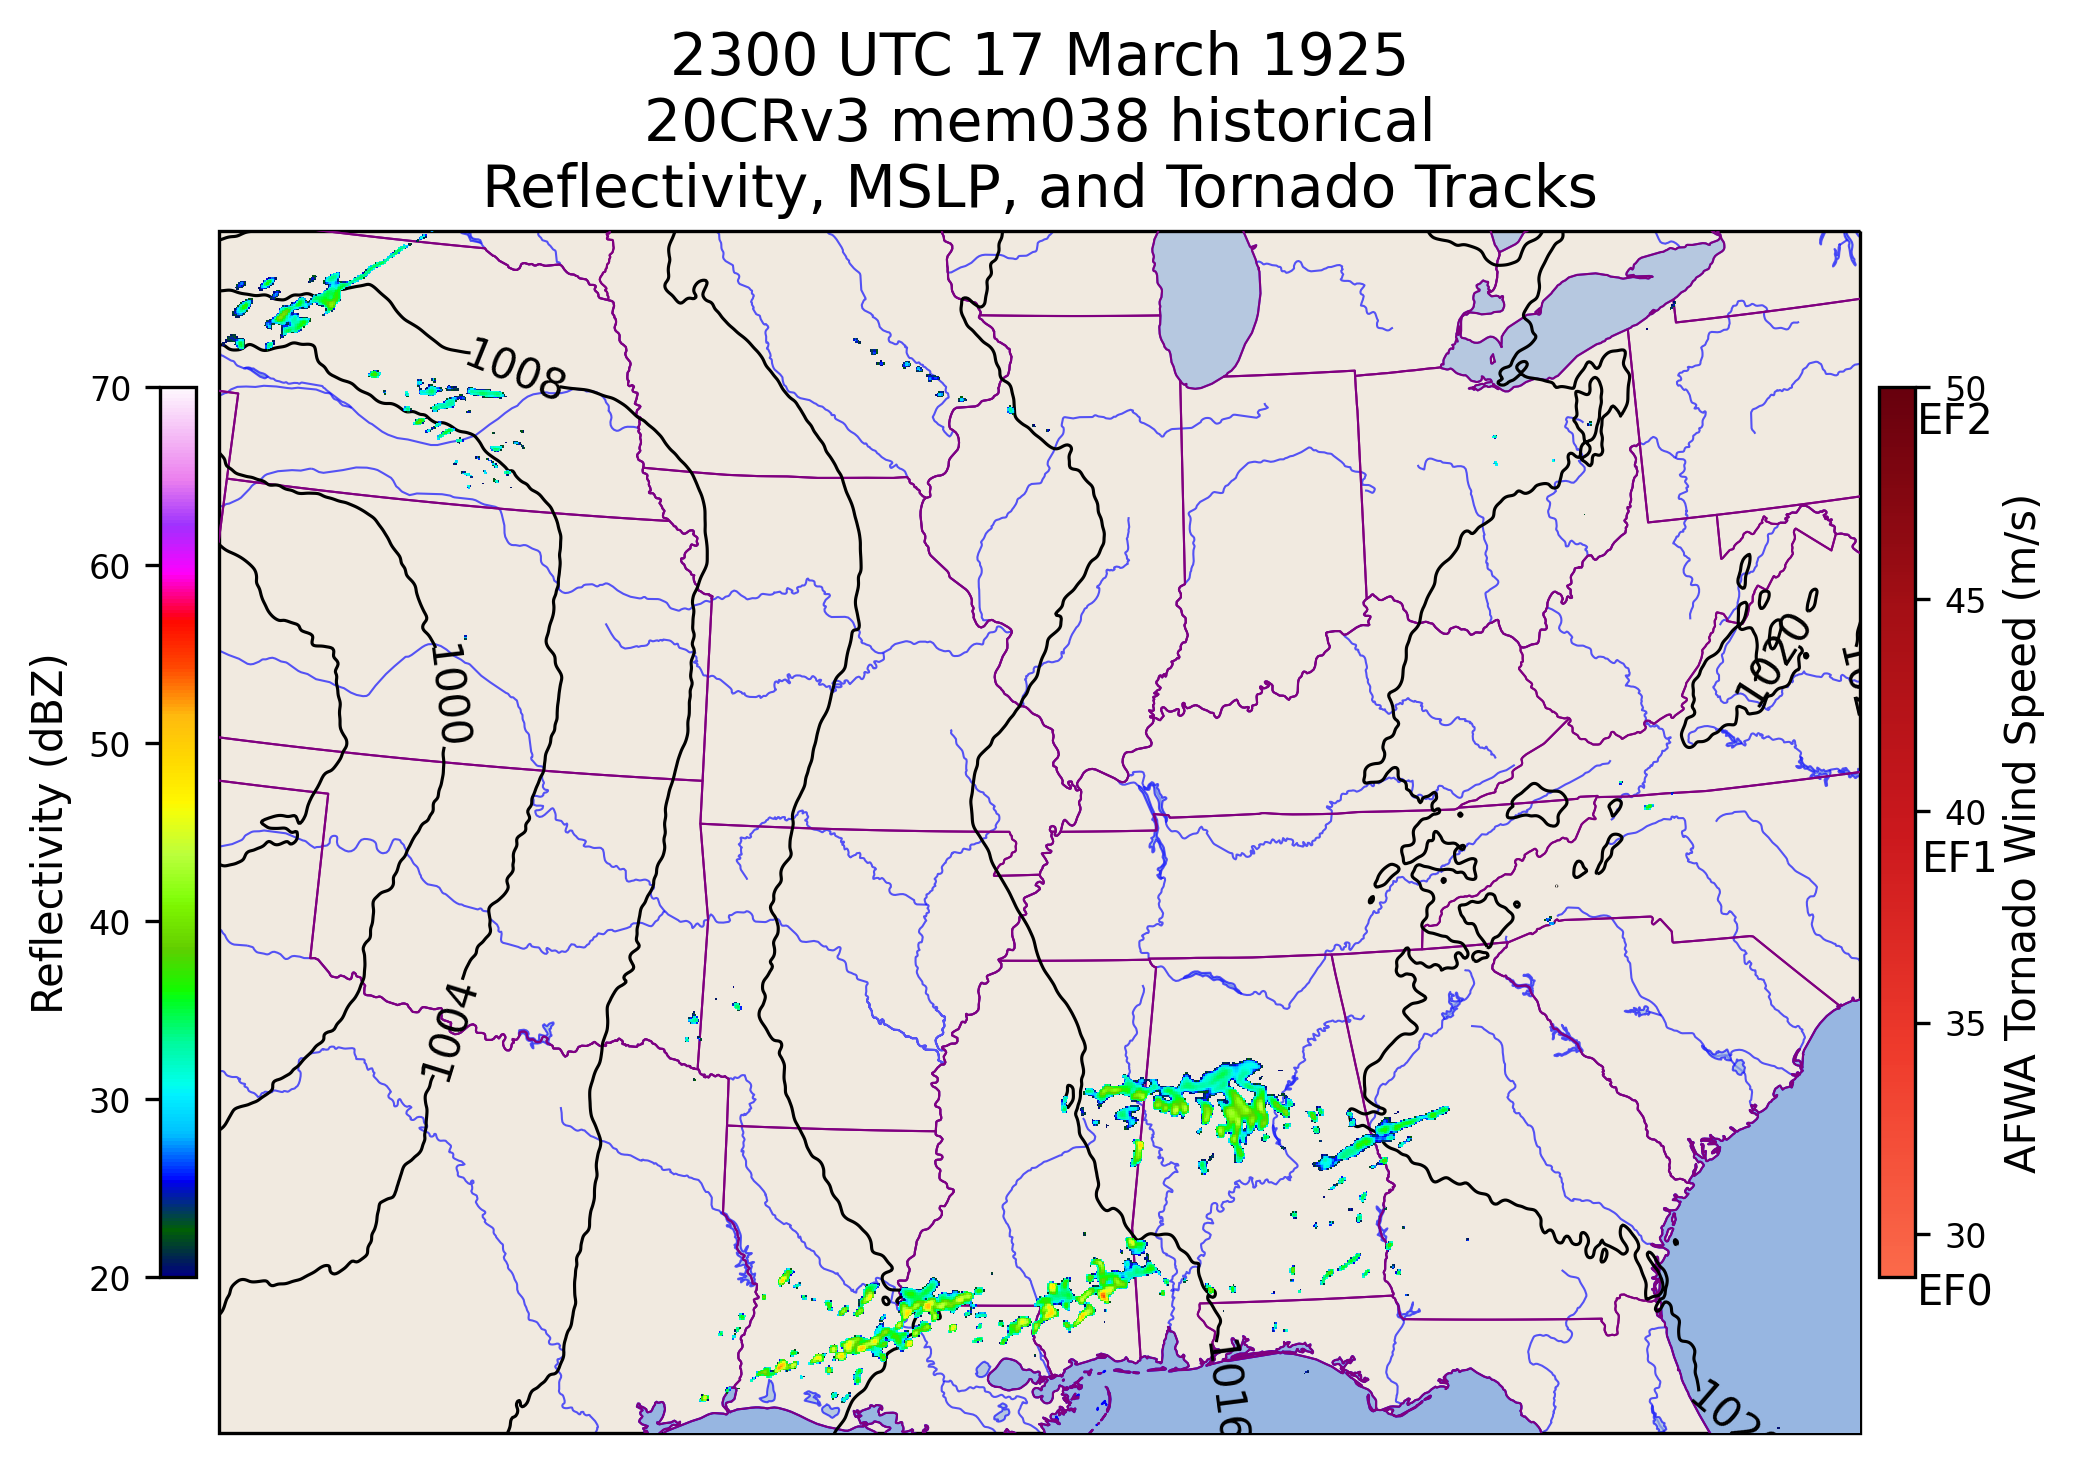 2300 UTC 17 March 1925
20CRv3 mem038 historical
Reflectivity, MSLP, and Tornado Tracks
Reflectivity (dBZ)
70
60
50
40
30
20
1008
1000
1004
1020
1016
50
EF2
45
40
EF1
35
30
EF0
AFWA Tornado Wind Speed (m/s)